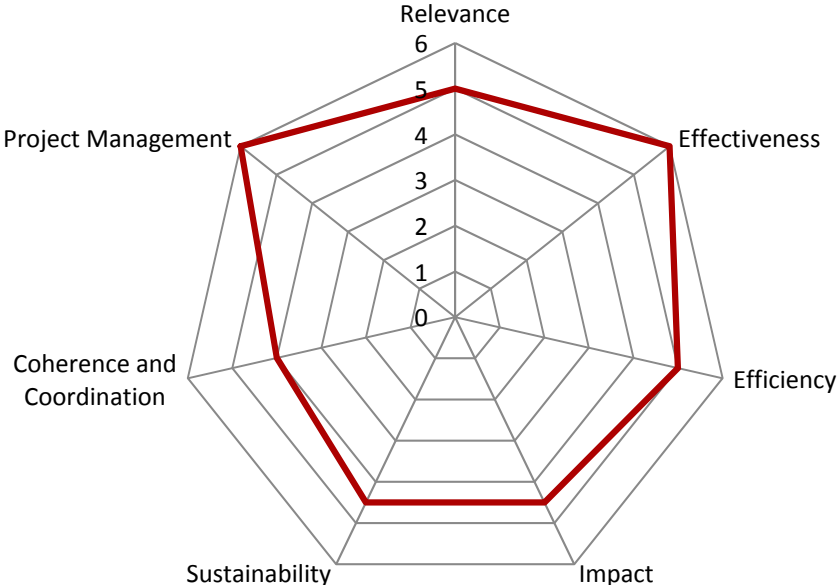 Relevance
6
5
Project Management
Effectiveness
4
3
2
1
0
Coherence and
Coordination
Efficiency
Sustainability
Impact